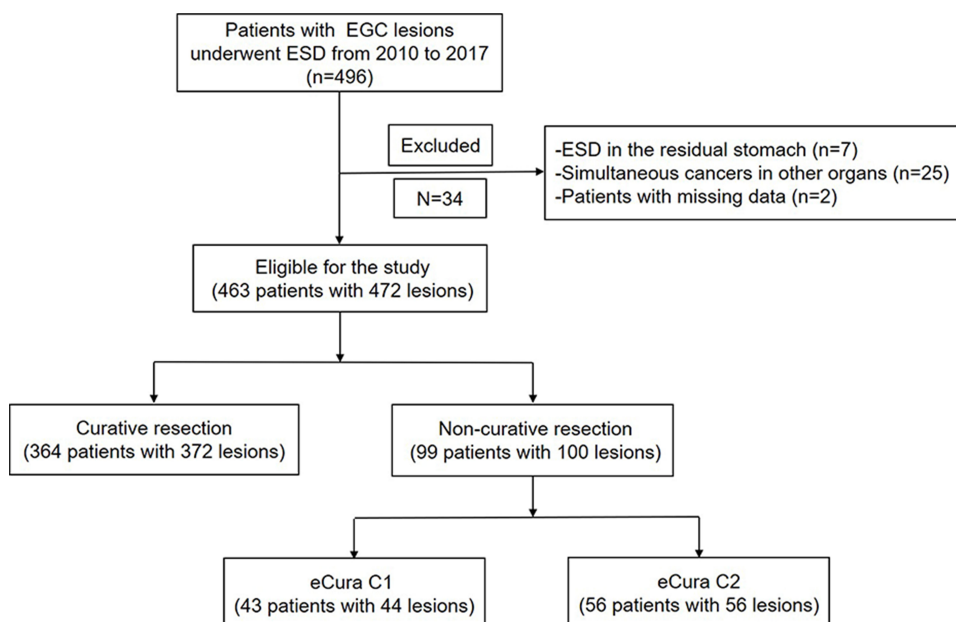 Patients with EGC lesions
underwent ESD from 2010 to 2017
(n=496)
Excluded
N=34
-ESD in the residual stomach (n=7)
-Simultaneous cancers in other organs (n=25)
-Patients with missing data (n=2)
Eligible for the study
(463 patients with 472 lesions)
Curative resection
(364 patients with 372 lesions)
Non-curative resection
(99 patients with 100 lesions)
eCura C1
(43 patients with 44 lesions)
eCura C2
(56 patients with 56 lesions)